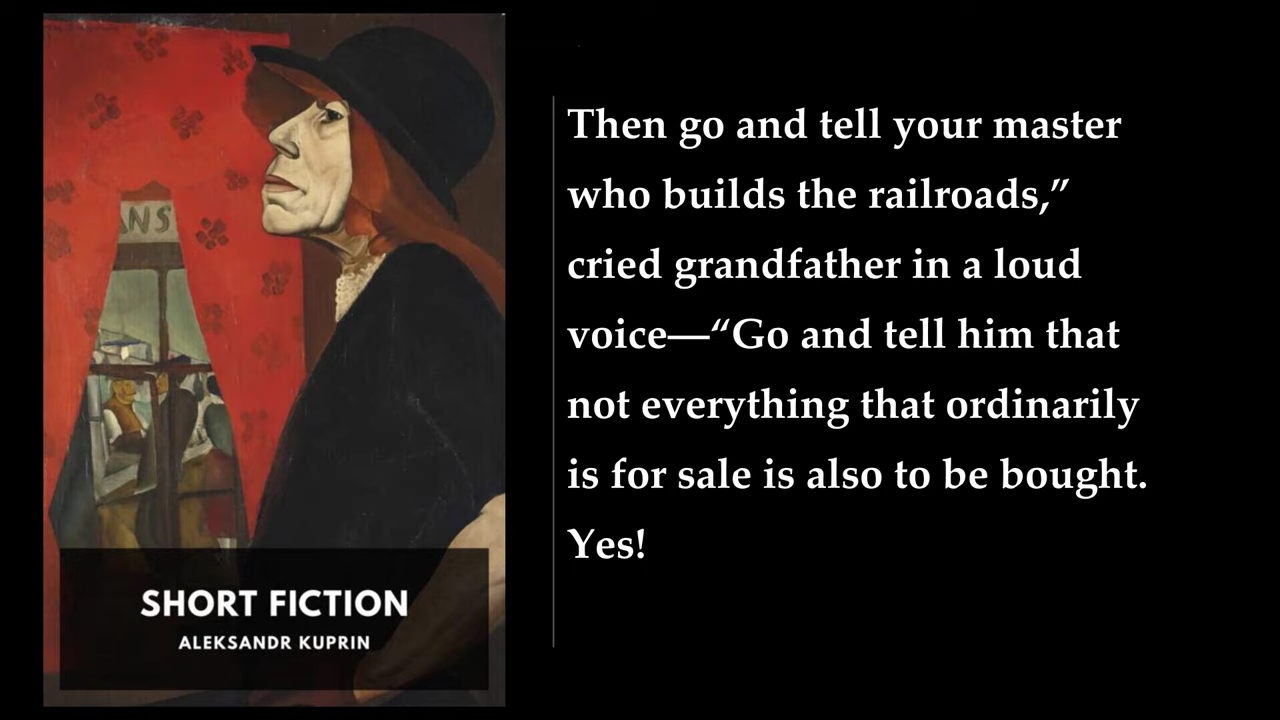 ANS
SHORT FICTION
ALEKSANDR KUPRIN
Then go and tell your master
who builds the railroads,”
cried grandfather in a loud
voice—“Go and tell him that
not everything that ordinarily
is for sale is also to be bought.
Yes!